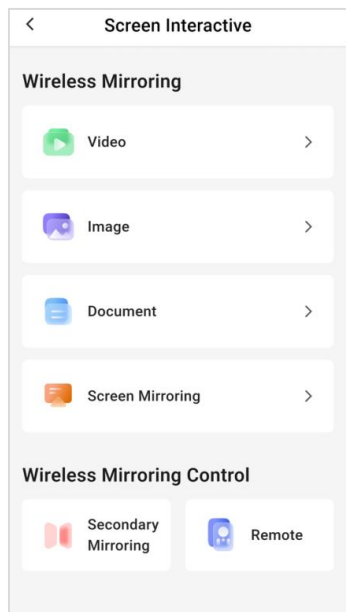 Screen Interactive
Wireless Mirroring
Video
Image
Document
Screen Mirroring
Wireless Mirroring Control
Secondary
Mirroring
Remote